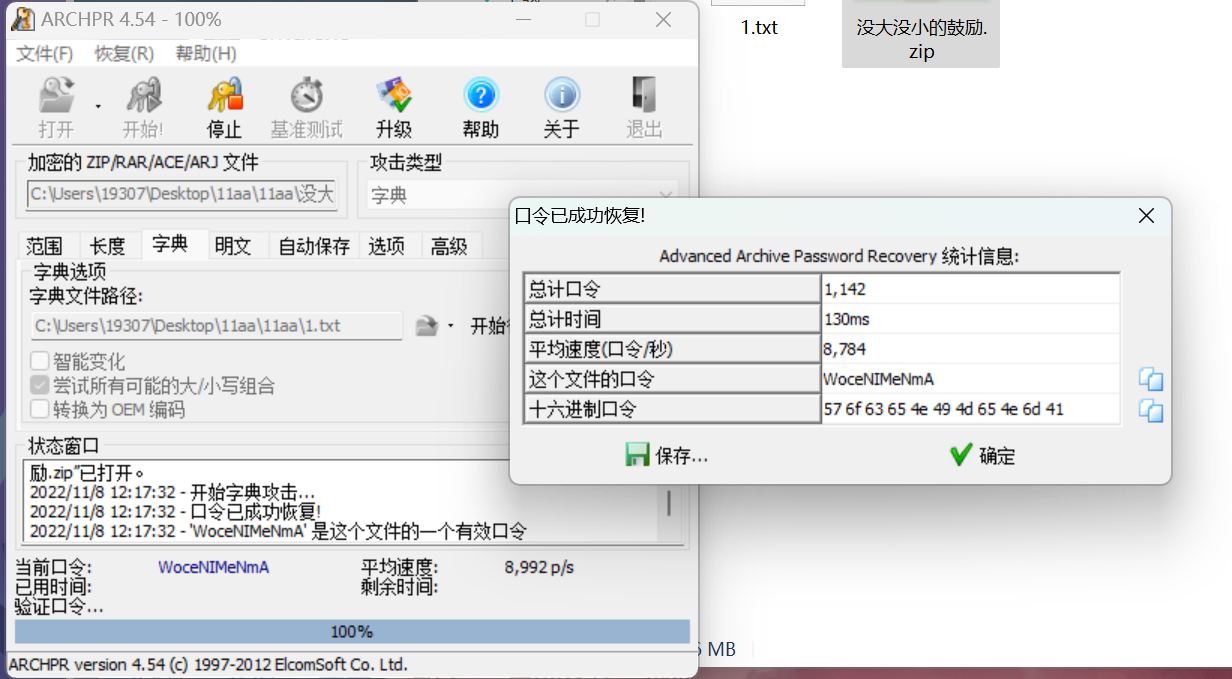 ARCHPR 4.54 - 100%
文件(F) 恢复(R) 帮助(H)
打开 开始! 停止 基准测试 升级 帮助 关于 退出
加密的 ZIP/RAR/ACE/ARJ 文件
攻击类型
C:\Users\19307\Desktop\11aa\11aa\没大
字典
范围 长度 字典 明文 自动保存 选项 高级
字典选项
字典文件路径:
C:\Users\19307\Desktop\11aa\11aa\1.txt
开始
智能变化
尝试所有可能的大/小写组合
转换为 OEM 编码
状态窗口
励.zip"已打开。
2022/11/8 12:17:32 - 开始字典攻击...
2022/11/8 12:17:32 - 口令已成功恢复!
2022/11/8 12:17:32 - 'WoceNIMeNmA' 是这个文件的一个有效口令
当前口令: WoceNIMeNmA 平均速度: 8,992 p/s
已用时间: 剩余时间:
验证口令...
100%
ARCHPR version 4.54 (c) 1997-2012 ElcomSoft Co. Ltd.
1.txt
没大没小的鼓励.
zip
口令已成功恢复!
Advanced Archive Password Recovery 统计信息:
总计口令 1,142
总计时间 130ms
平均速度(口令/秒) 8,784
这个文件的口令 WoceNIMeNmA
十六进制口令 57 6f 63 65 4e 49 4d 65 4e 6d 41
保存... 确定
MB